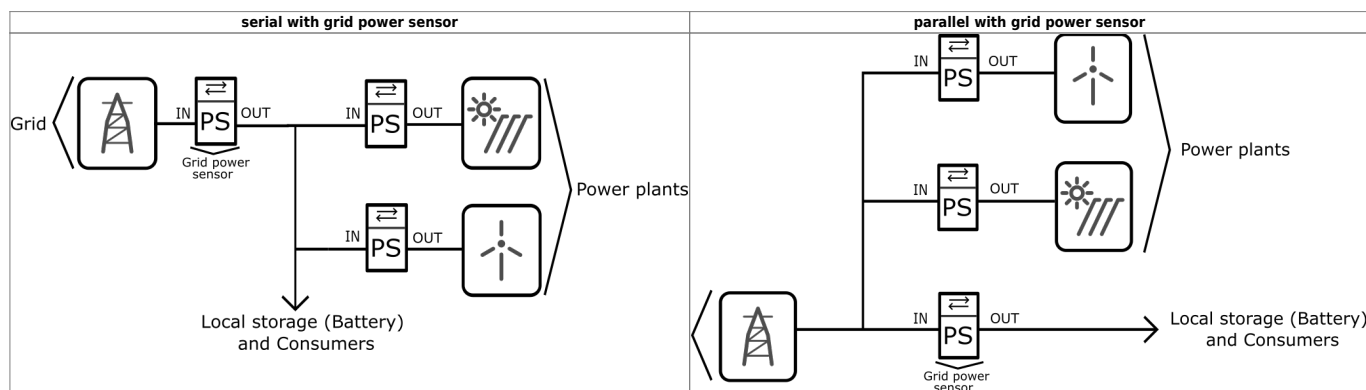 serial with grid power sensor
parallel with grid power sensor
Grid
IN
PS
OUT
Grid power
sensor
IN
PS
OUT
IN
PS
OUT
Power plants
Local storage (Battery)
and Consumers
IN
PS
OUT
IN
PS
OUT
Power plants
IN
PS
OUT
Grid power
sensor
Local storage (Battery)
and Consumers